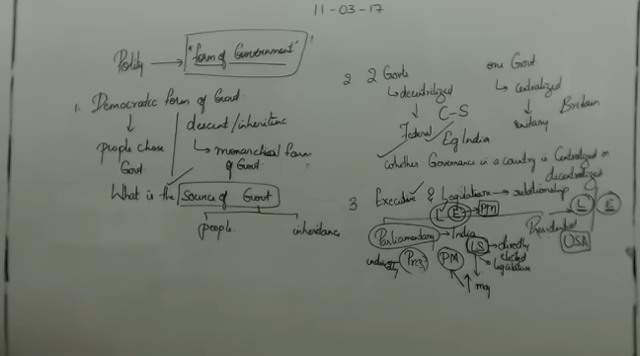 11-03-17
Polity → "form of Government"
1. Democratic form of Govt
descent/inheritance
people chose Govt
monarchical form of Govt
What is the source of Govt
people
inheritance
2 2 Govts
one Govt
decentralized
centralized
C-S
unitary
Britain
Federal
Eg India
whether Governance in a country is Centralized or
decentralized
3 Executive & Legislature → relationship
L E
PM
L E
Parliamentary → India
Presidential
USA
indirectly
Pres
PM
LS → directly
elected
legislature
maj